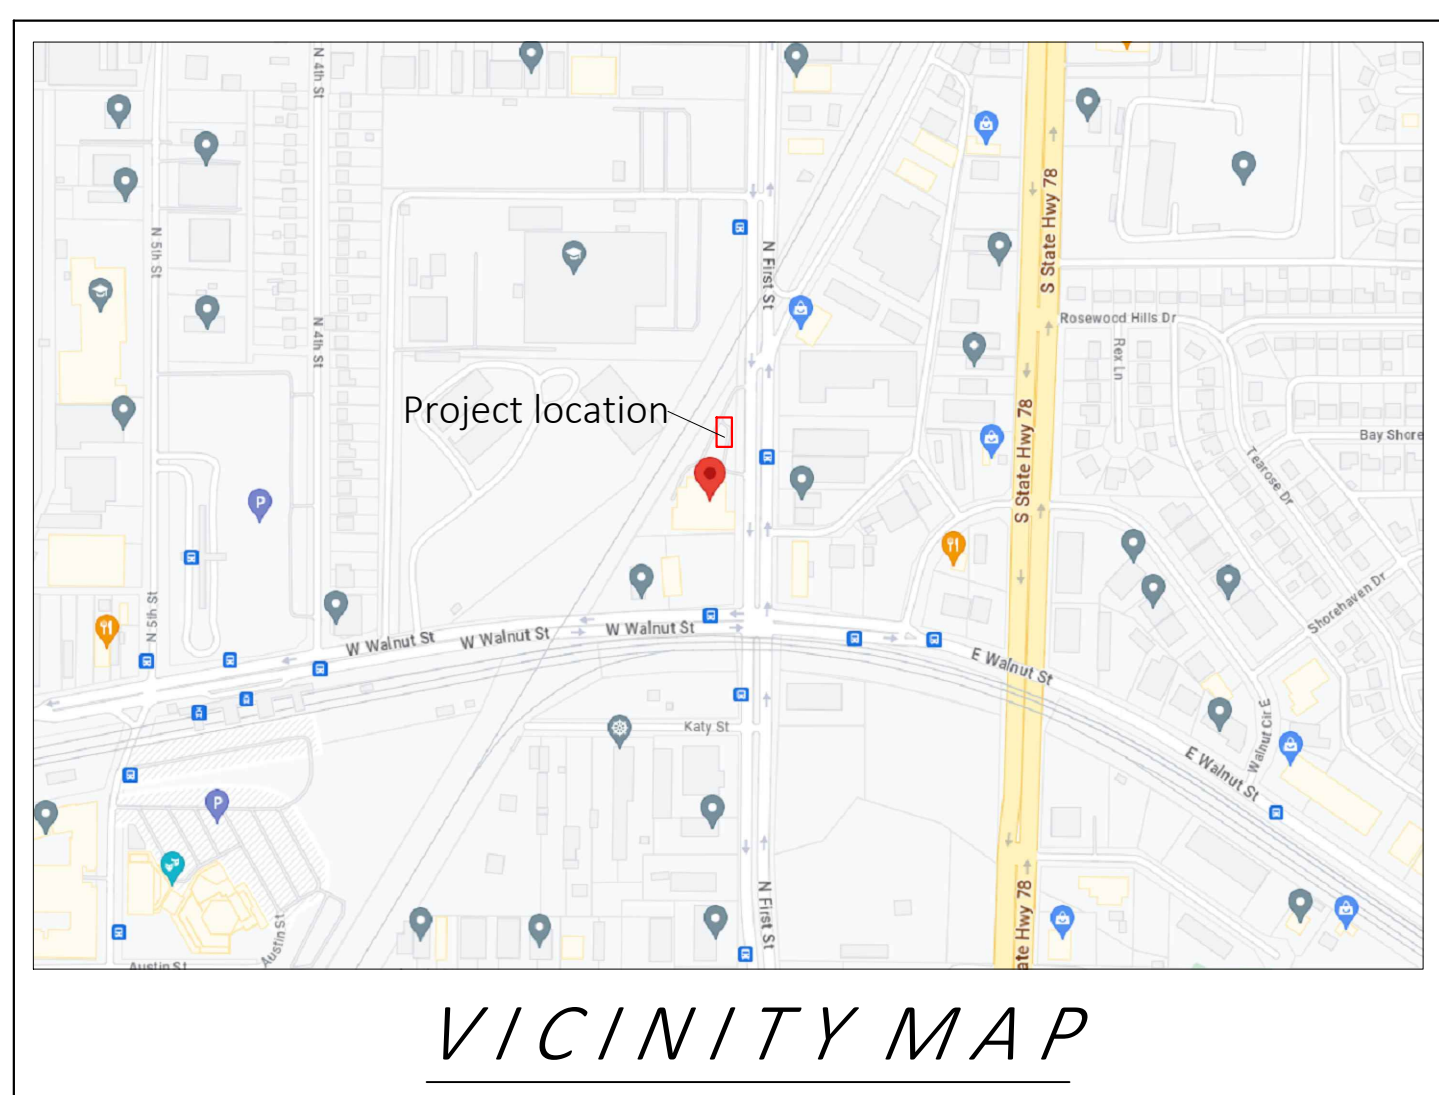 N 4th St
N 5th St
N First St
S State Hwy 78
N 4th St
Rosewood Hills Dr
Rex Ln
Project location
S State Hwy 78
Bay Shore
Tearose Dr
P
N 5th St
W Walnut St
W Walnut St
W Walnut St
E Walnut St
Shorehaven Dr
Katy St
Walnut Cir E
E Walnut St
P
N First St
ate Hwy 78
Austin St
Austin St
VICINITY MAP